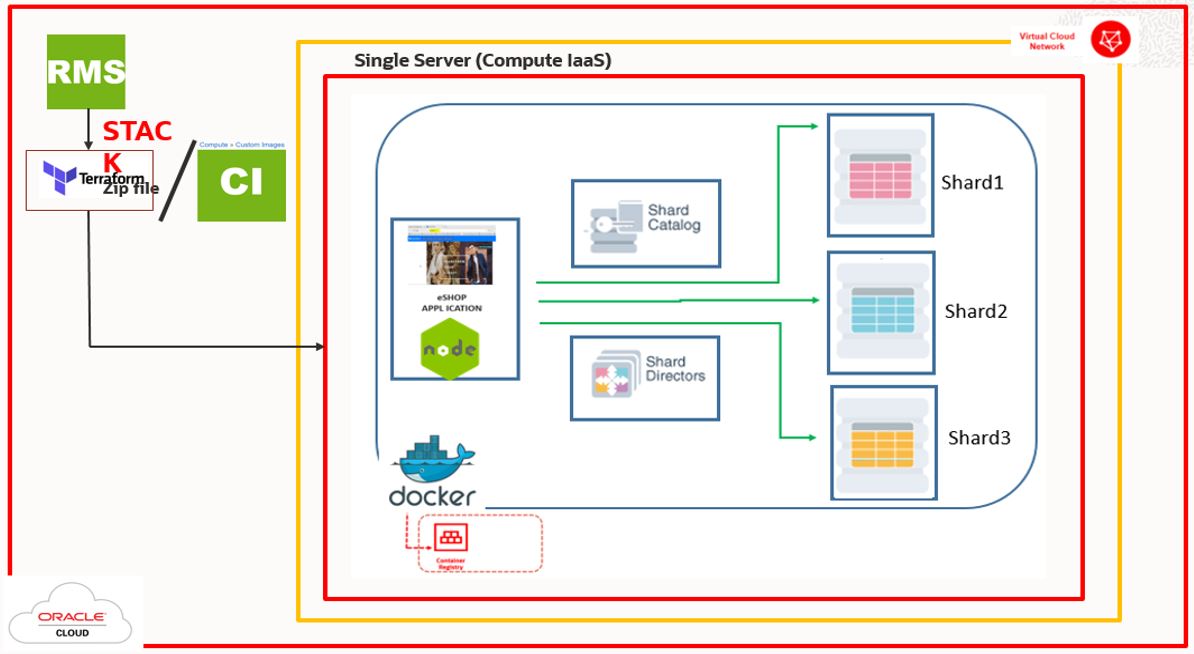 Virtual Cloud
Network
Single Server (Compute IaaS)
RMS
STAC
K
Terraform
Zip file
Compute » Custom Images
CI
Shard
Catalog
Shard1
eSHOP
APPL ICATION
node
Shard2
Shard
Directors
Shard3
docker
Container
Registry
ORACLE
CLOUD